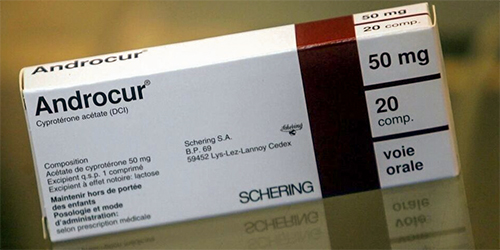 Androcur®
50 mg
20 comp.
Androcur®
Cyprotérone acétate (DCI)
Schering S.A.
B.P. 69
59452 Lys-Lez-Lannoy Cedex
Schering
Composition
Acétate de cyprotérone 50 mg
Excipient q.s.p. 1 comprimé
Excipient à effet notoire: lactose
Maintenir hors de portée
des enfants
Posologie et mode
d'administration:
selon prescription médicale
SCHERING
50 mg
20
comp.
voie
orale
SCHERING
orale